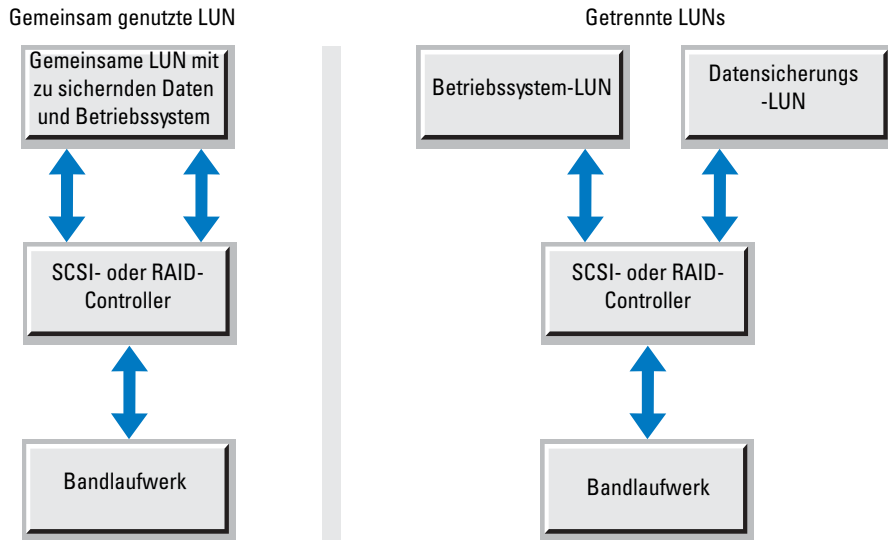 Gemeinsam genutzte LUN
Gemeinsame LUN mit
zu sichernden Daten
und Betriebssystem
SCSI- oder RAID-
Controller
Bandlaufwerk
Getrennte LUNs
Betriebssystem-LUN
Datensicherungs
-LUN
SCSI- oder RAID-
Controller
Bandlaufwerk